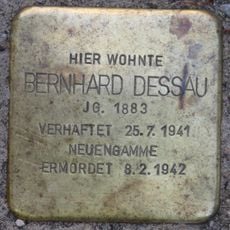 HIER WOHNTE
BERNHARD DESSAU
JG. 1883
VERHAFTET 25.7.1941
NEUENGAMME
ERMORDET 8.2.1942